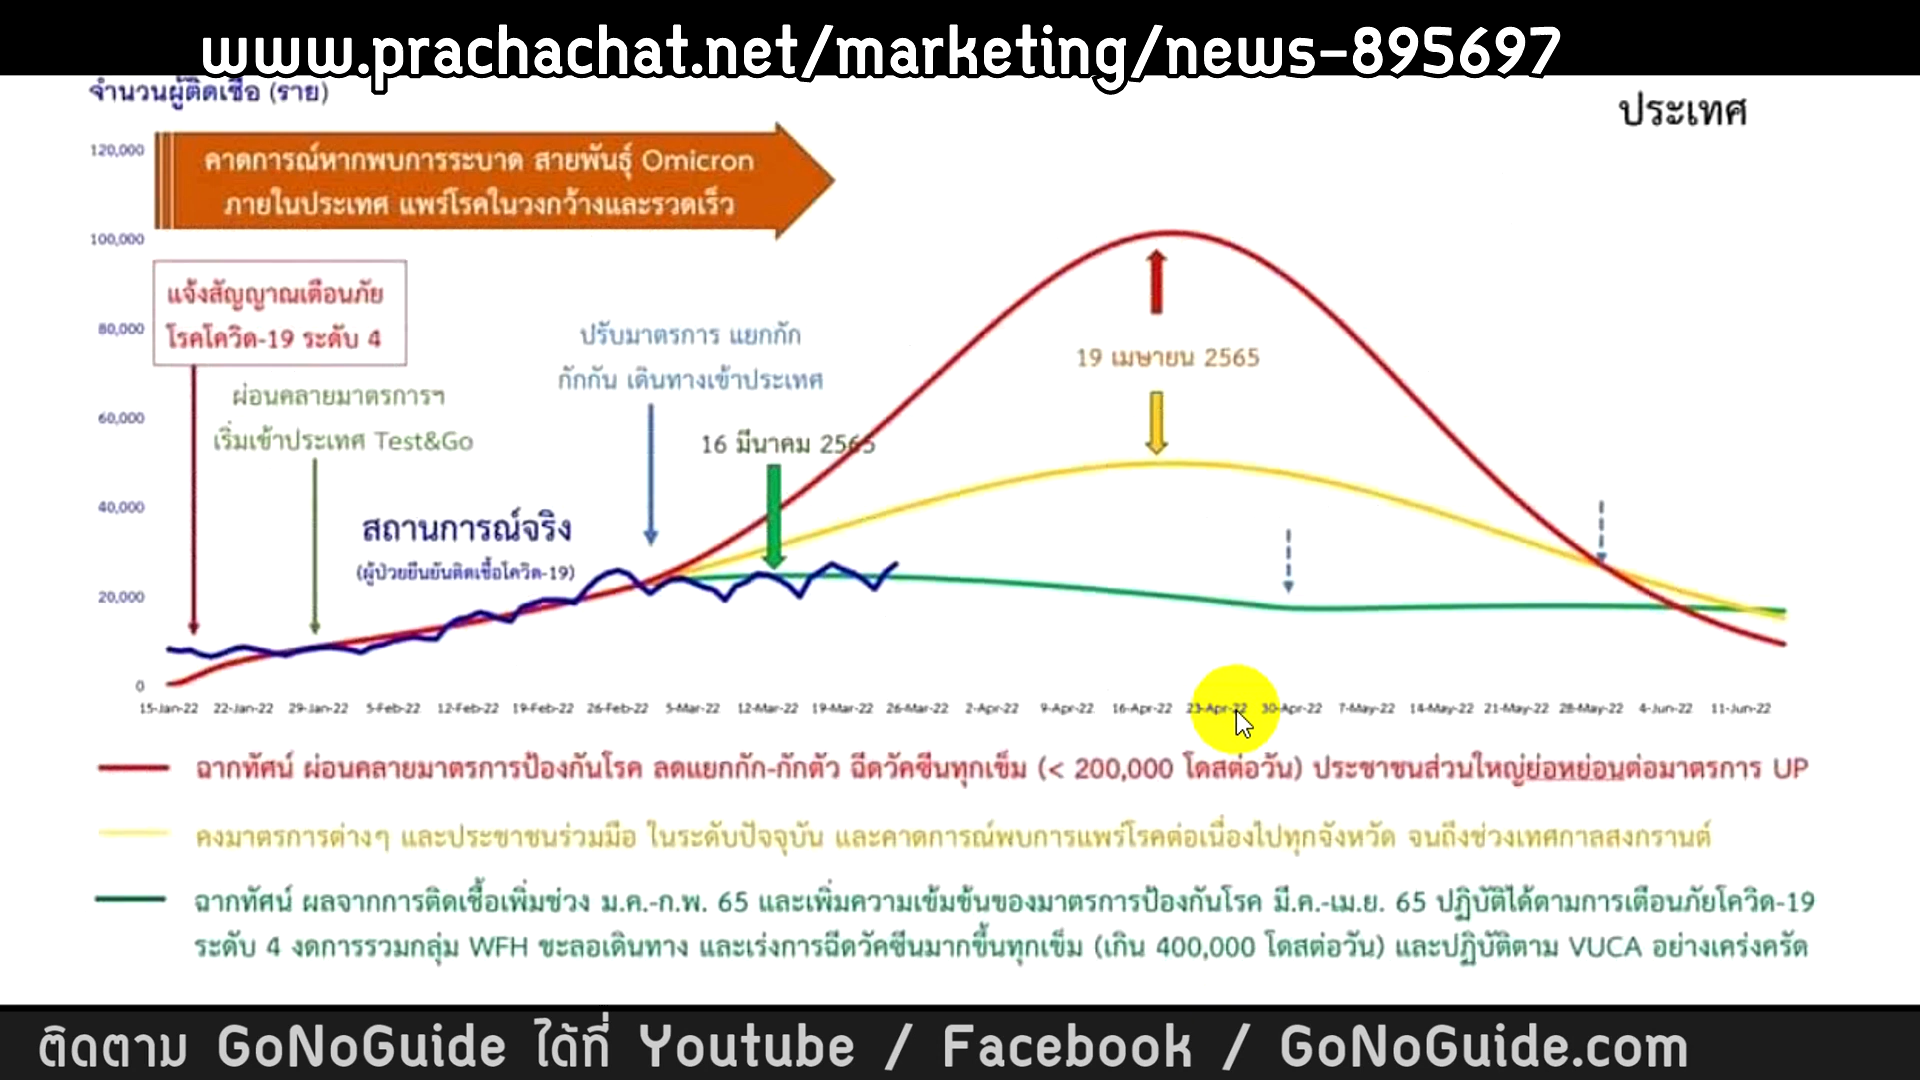 www.prachachat.net/marketing/news-895697
จำนวนผู้ติดเชื้อ (ราย)
ประเทศ
120,000
คาดการณ์หากพบการระบาด สายพันธุ์ Omicron
ภายในประเทศ แพร่โรคในวงกว้างและรวดเร็ว
100,000
แจ้งสัญญาณเตือนภัย
โรคโควิด-19 ระดับ 4
80,000
ปรับมาตรการ แยกกัก
กักกัน เดินทางเข้าประเทศ
19 เมษายน 2565
ผ่อนคลายมาตรการฯ
เริ่มเข้าประเทศ Test&Go
60,000
16 มีนาคม 2565
40,000
สถานการณ์จริง
(ผู้ป่วยยืนยันติดเชื้อโควิด-19)
20,000
0
15-Jan-22 22-Jan-22 29-Jan-22 5-Feb-22 12-Feb-22 19-Feb-22 26-Feb-22 5-Mar-22 12-Mar-22 19-Mar-22 26-Mar-22 2-Apr-22 9-Apr-22 16-Apr-22 23-Apr-22 30-Apr-22 7-May-22 14-May-22 21-May-22 28-May-22 4-Jun-22 11-Jun-22
ฉากทัศน์ ผ่อนคลายมาตรการป้องกันโรค ลดแยกกัก-กักตัว ฉีดวัคซีนทุกเข็ม (< 200,000 โดสต่อวัน) ประชาชนส่วนใหญ่ย่อหย่อนต่อมาตรการ UP
คงมาตรการต่างๆ และประชาชนร่วมมือ ในระดับปัจจุบัน และคาดการณ์พบการแพร่โรคต่อเนื่องไปทุกจังหวัด จนถึงช่วงเทศกาลสงกรานต์
ฉากทัศน์ ผลจากการติดเชื้อเพิ่มช่วง ม.ค.-ก.พ. 65 และเพิ่มความเข้มข้นของมาตรการป้องกันโรค มี.ค.-เม.ย. 65 ปฏิบัติได้ตามการเตือนภัยโควิด-19
ระดับ 4 งดการรวมกลุ่ม WFH ชะลอเดินทาง และเร่งการฉีดวัคซีนมากขึ้นทุกเข็ม (เกิน 400,000 โดสต่อวัน) และปฏิบัติตาม VUCA อย่างเคร่งครัด
ติดตาม GoNoGuide ได้ที่ Youtube / Facebook / GoNoGuide.com